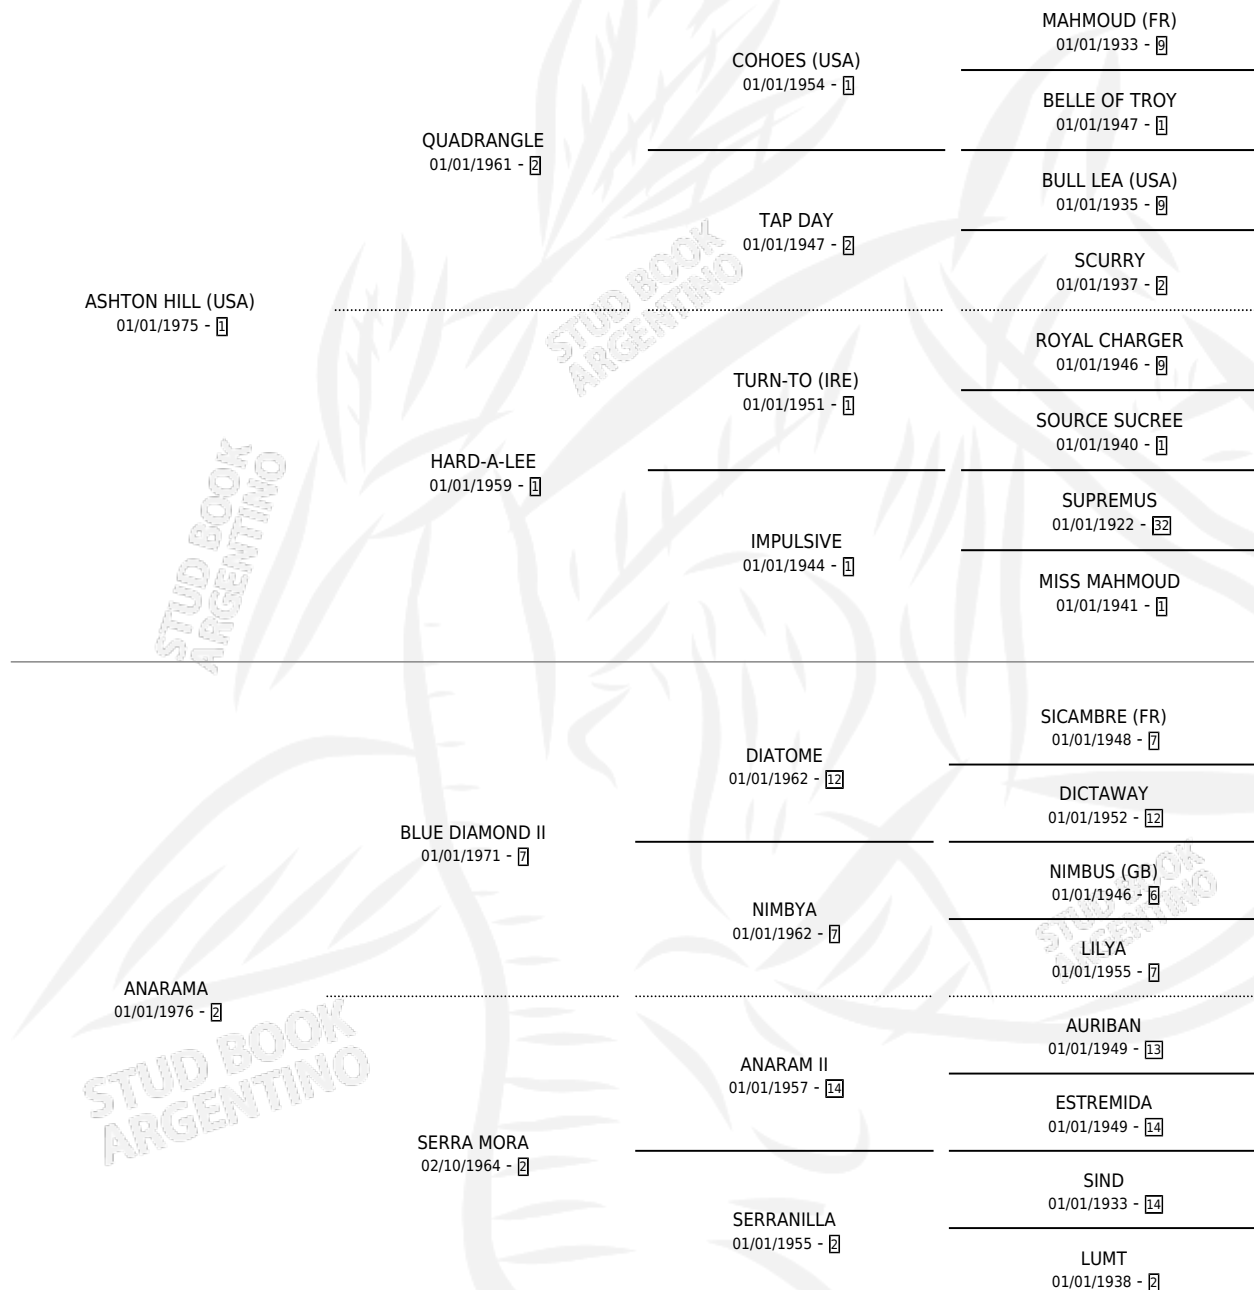 MAHMOUD (FR)
01/01/1933 - 9
COHOES (USA)
01/01/1954 - 1
BELLE OF TROY
01/01/1947 - 1
QUADRANGLE
01/01/1961 - 2
BULL LEA (USA)
01/01/1935 - 9
TAP DAY
01/01/1947 - 2
SCURRY
01/01/1937 - 2
ASHTON HILL (USA)
01/01/1975 - 1
ROYAL CHARGER
01/01/1946 - 9
TURN-TO (IRE)
01/01/1951 - 1
SOURCE SUCREE
01/01/1940 - 1
HARD-A-LEE
01/01/1959 - 1
SUPREMUS
01/01/1922 - 32
IMPULSIVE
01/01/1944 - 1
MISS MAHMOUD
01/01/1941 - 1
SICAMBRE (FR)
01/01/1948 - 7
DIATOME
01/01/1962 - 12
DICTAWAY
01/01/1952 - 12
BLUE DIAMOND II
01/01/1971 - 7
NIMBUS (GB)
01/01/1946 - 6
NIMBYA
01/01/1962 - 7
LILYA
01/01/1955 - 7
ANARAMA
01/01/1976 - 2
AURIBAN
01/01/1949 - 13
ANARAM II
01/01/1957 - 14
ESTREMIDA
01/01/1949 - 14
SERRA MORA
02/10/1964 - 2
SIND
01/01/1933 - 14
SERRANILLA
01/01/1955 - 2
LUMT
01/01/1938 - 2
STUD BOOK
ARGENTINO
STUD BOOK
ARGENTINO
STUD BOOK
ARGENTINO
STUD BOOK
ARGENTINO